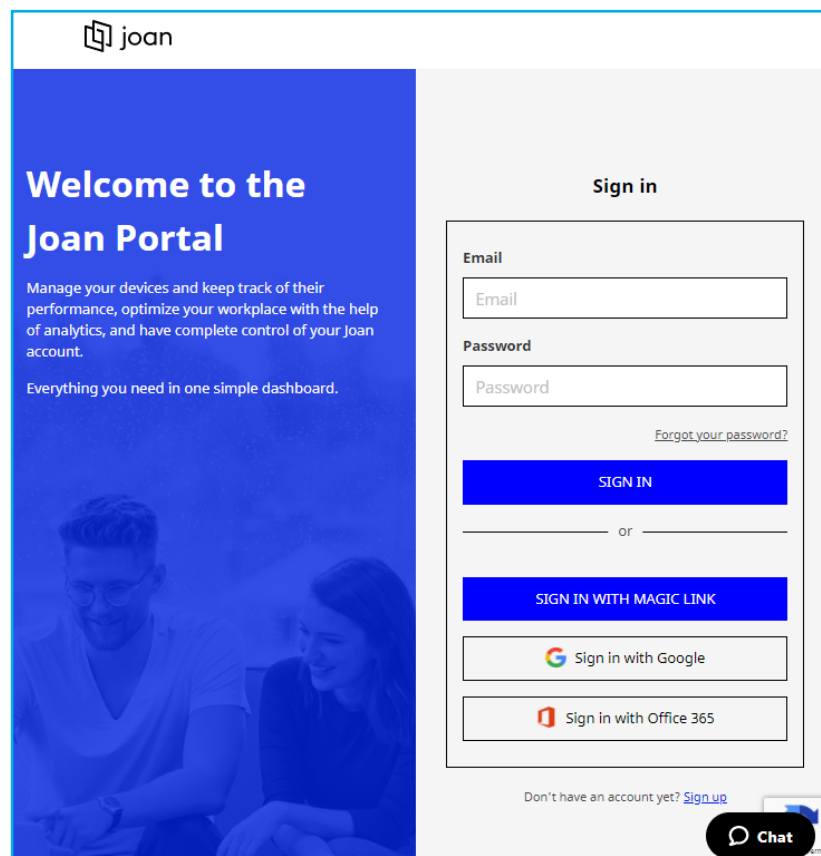 joan
Welcome to the
Joan Portal
Manage your devices and keep track of their
performance, optimize your workplace with the help
of analytics, and have complete control of your Joan
account.
Everything you need in one simple dashboard.
Sign in
Email
Email
Password
Password
Forgot your password?
SIGN IN
or
SIGN IN WITH MAGIC LINK
Sign in with Google
Sign in with Office 365
Don't have an account yet? Sign up
Chat